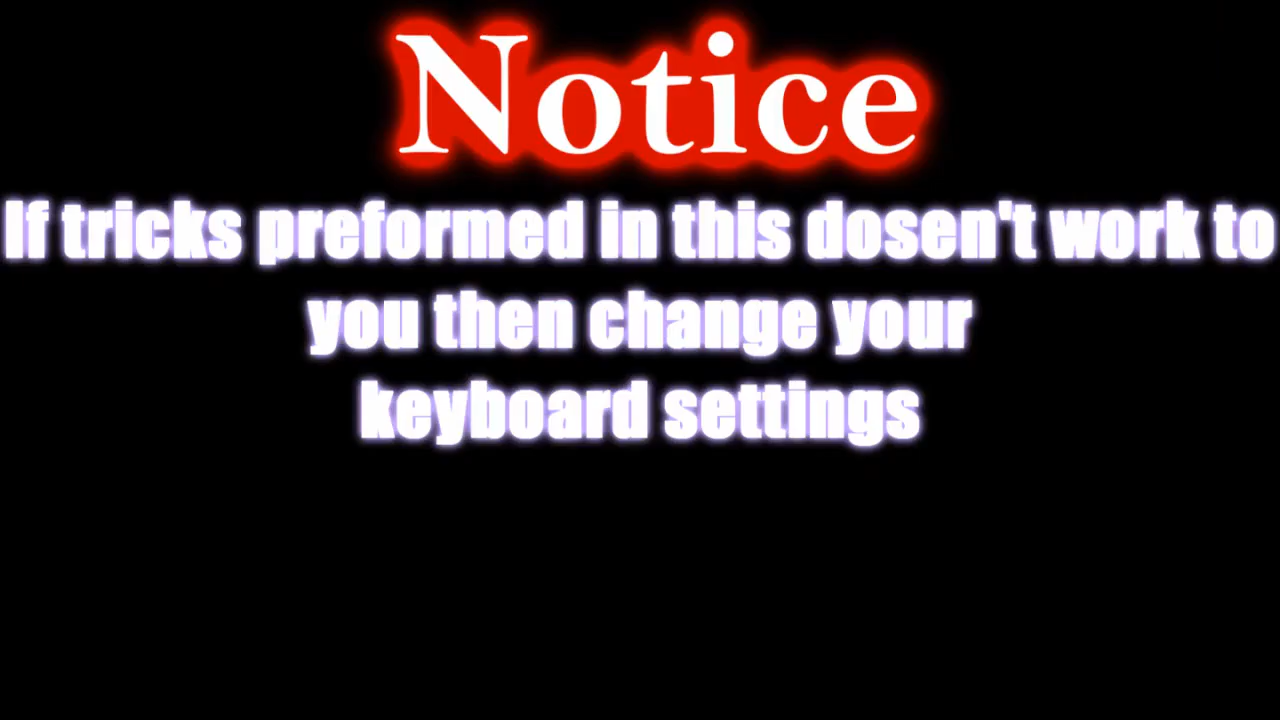 Notice
If tricks preformed in this dosen't work to
you then change your
keyboard settings